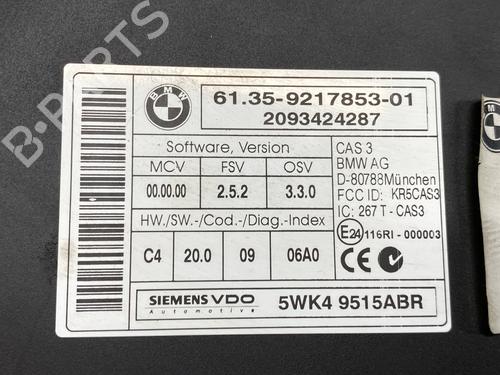 B-PARTS
BMW
61.35-9217853-01
2093424287
Software, Version
MCV FSV OSV
00.00.00 2.5.2 3.3.0
HW./SW.-/Cod.-/Diag.-Index
C4 20.0 09 06A0
CAS 3
BMW AG
D-80788München
FCC ID: KR5CAS3
IC: 267 T - CAS3
E24 116RI - 000003
CE
SIEMENS VDO
Automotive
5WK4 9515ABR